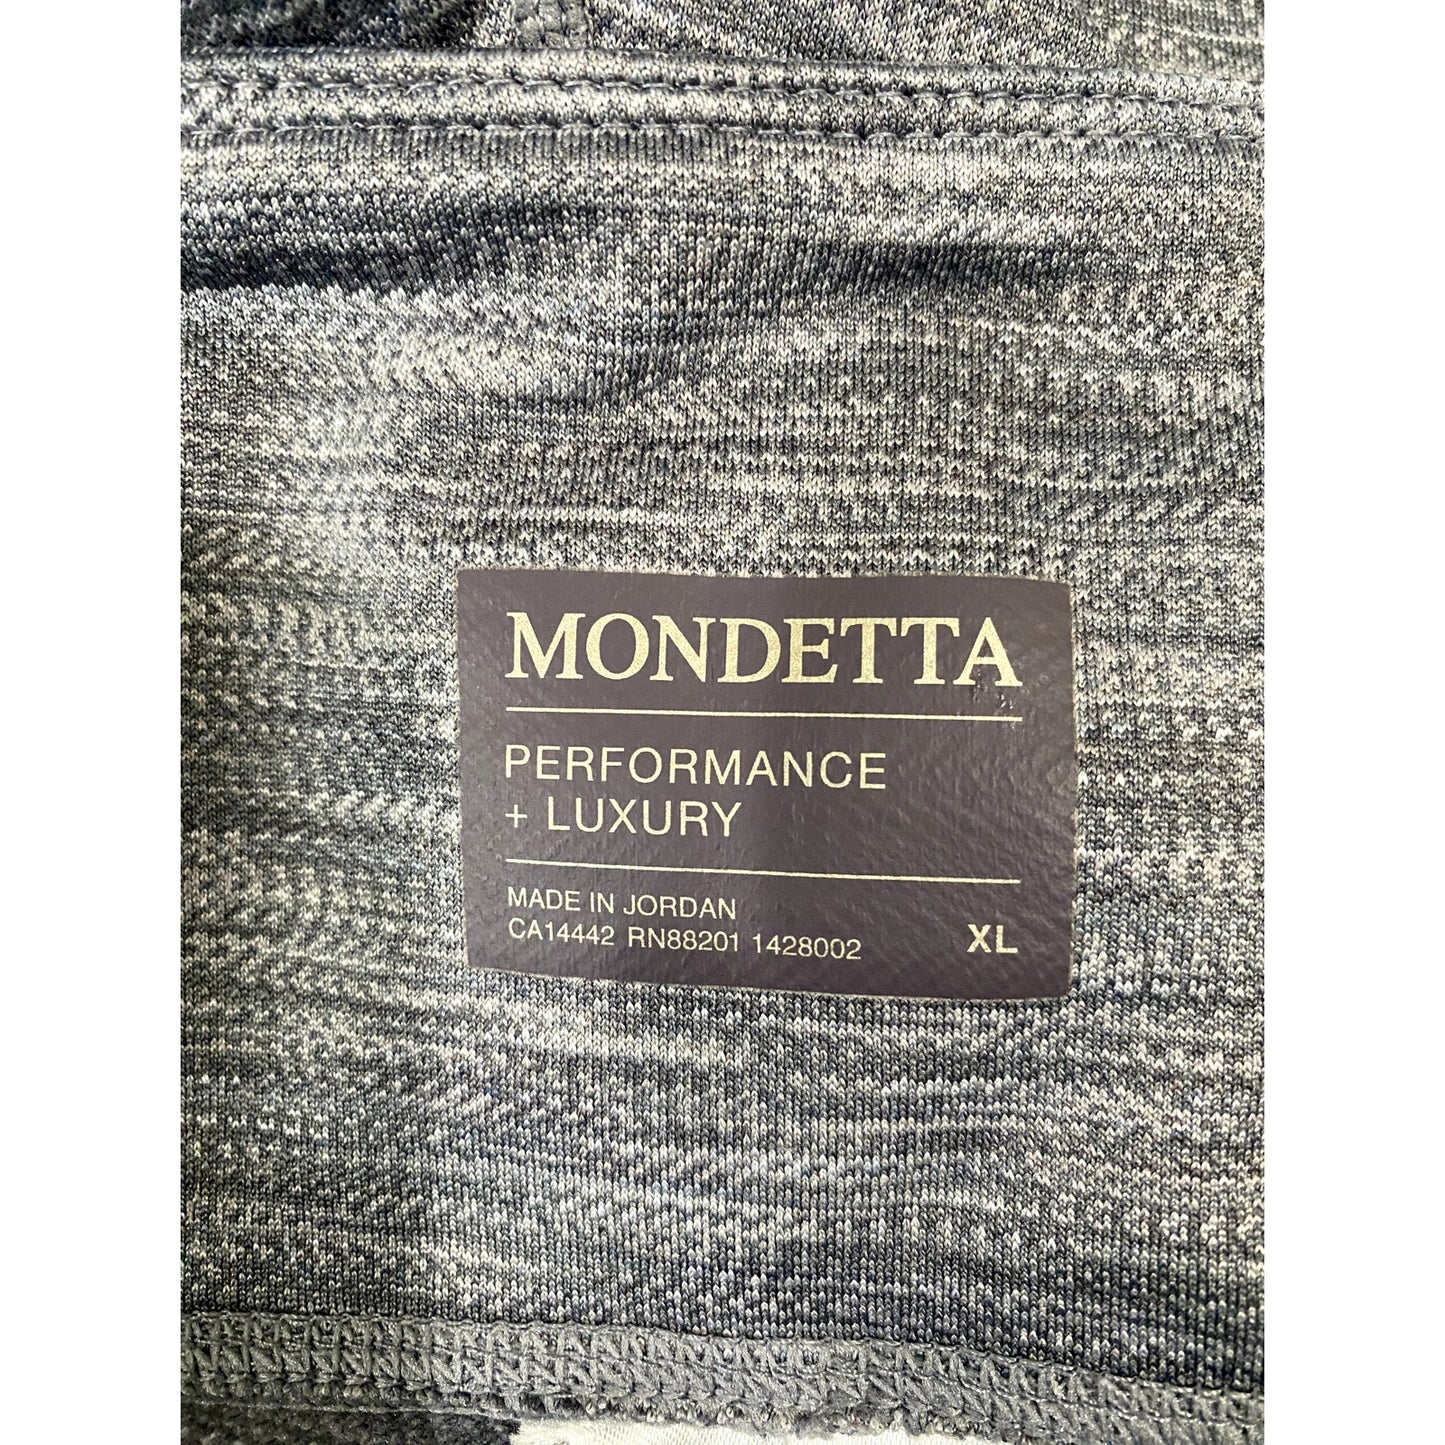 MONDETTA
PERFORMANCE
+ LUXURY
MADE IN JORDAN
CA14442 RN88201 1428002 XL